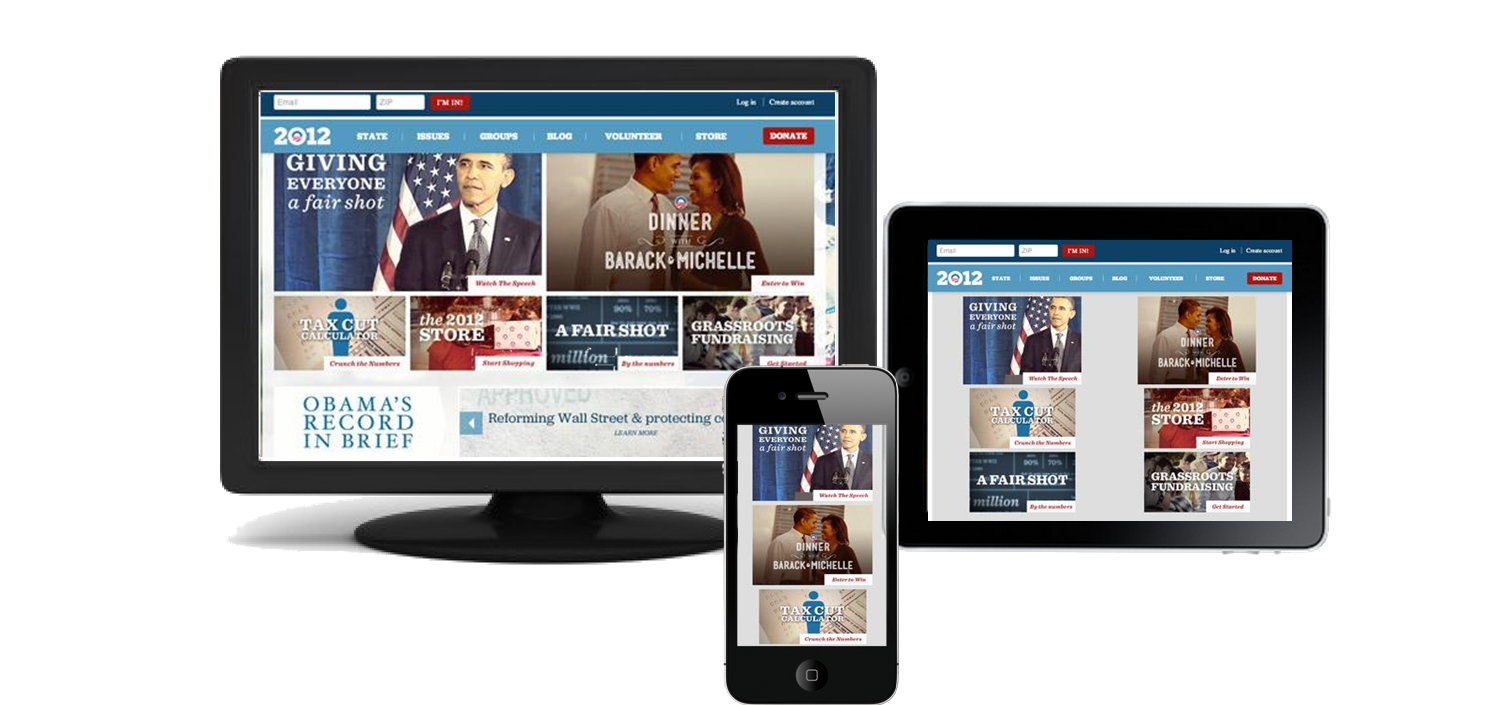 Email
ZIP
I'M IN!
Log in
Create account
2012
STATE
ISSUES
GROUPS
BLOG
VOLUNTEER
STORE
DONATE
GIVING
EVERYONE
a fair shot
Watch The Speech
DINNER
WITH
BARACK & MICHELLE
Enter to Win
TAX CUT
CALCULATOR
Crunch the Numbers
the 2012
STORE
Start Shopping
90%
70%
A FAIR SHOT
million
By the numbers
GRASSROOTS
FUNDRAISING
Get Started
OBAMA'S
RECORD
IN BRIEF
APPROVED
Reforming Wall Street & protecting co
LEARN MORE
GIVING
EVERYONE
a fair shot
Watch The Speech
DINNER
BARACK & MICHELLE
Enter to Win
TAX CUT
CALCULATOR
Crunch the Numbers
Email
ZIP
I'M IN!
Log in
Create account
2012
STATE
ISSUES
GROUPS
BLOG
VOLUNTEER
STORE
DONATE
GIVING
EVERYONE
a fair shot
Watch The Speech
DINNER
BARACK & MICHELLE
Enter to Win
TAX CUT
CALCULATOR
Crunch the Numbers
the 2012
STORE
Start Shopping
90%
70%
A FAIR SHOT
million
By the numbers
GRASSROOTS
FUNDRAISING
Get Started